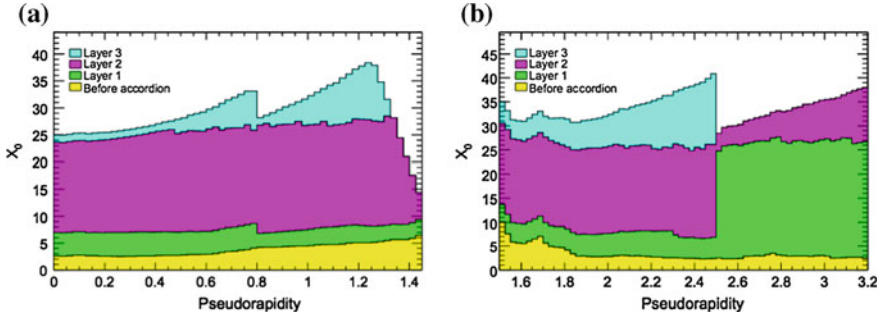 (a)
X₀
40
35
30
25
20
15
10
5
0
Layer 3
Layer 2
Layer 1
Before accordion
0 0.2 0.4 0.6 0.8 1 1.2 1.4
Pseudorapidity
(b)
X₀
45
40
35
30
25
20
15
10
5
0
Layer 3
Layer 2
Layer 1
Before accordion
1.6 1.8 2 2.2 2.4 2.6 2.8 3 3.2
Pseudorapidity